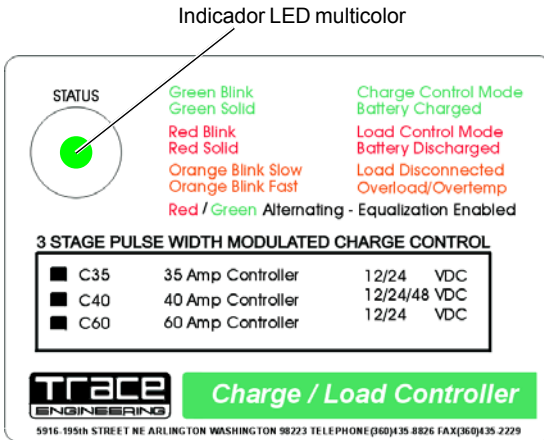 Indicador LED multicolor
STATUS
Green Blink Charge Control Mode
Green Solid Battery Charged
Red Blink Load Control Mode
Red Solid Battery Discharged
Orange Blink Slow Load Disconnected
Orange Blink Fast Overload/Overtemp
Red / Green Alternating - Equalization Enabled
3 STAGE PULSE WIDTH MODULATED CHARGE CONTROL
C35 35 Amp Controller 12/24 VDC
C40 40 Amp Controller 12/24/48 VDC
C60 60 Amp Controller 12/24 VDC
Trace
ENGINEERING
Charge / Load Controller
5916-195th STREET NE ARLINGTON WASHINGTON 98223 TELEPHONE(360)435-8826 FAX(360)435-2229